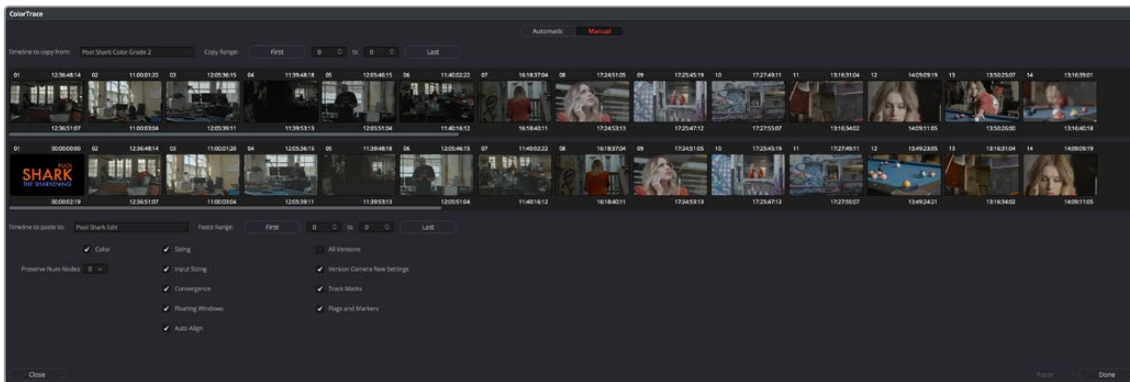 ColorTrace
Automatic Manual
Timeline to copy from: Pool Shark Color Grade 2 Copy Range: First 0 to 0 Last
01 12:36:48:14 02 11:00:01:20 03 12:05:36:15 04 11:39:48:18 05 12:05:46:15 06 11:40:02:22 07 16:18:37:04 08 17:24:51:05 09 17:25:45:19 10 17:27:49:11 11 13:16:31:04 12 14:09:09:19 13 13:50:25:07 14 13:16:39:01
12:36:51:07 11:00:03:04 12:05:39:11 11:39:53:13 12:05:51:04 11:40:16:12 16:18:40:11 17:24:53:13 17:25:47:12 17:27:55:07 13:16:34:02 14:09:11:05 13:50:26:00 13:16:40:18
01 00:00:00:00 02 12:36:48:14 03 11:00:01:20 04 12:05:36:15 05 11:39:48:18 06 12:05:46:15 07 11:40:02:22 08 16:18:37:04 09 17:24:51:05 10 17:25:45:19 11 17:27:49:11 12 13:49:23:05 13 13:16:31:04 14 14:09:09:19
POOL
SHARK
THE SHARKENING
00:00:02:19 12:36:51:07 11:00:03:04 12:05:39:11 11:39:53:13 12:05:51:04 11:40:16:12 16:18:40:11 17:24:53:13 17:25:47:12 17:27:55:07 13:49:24:21 13:16:34:02 14:09:11:05
Timeline to paste to: Pool Shark Edit Paste Range: First 0 to 0 Last
Color Sizing All Versions
Preserve Num Nodes 0 Input Sizing Version Camera Raw Settings
Convergence Track Marks
Floating Windows Flags and Markers
Auto Align
Close Paste Done